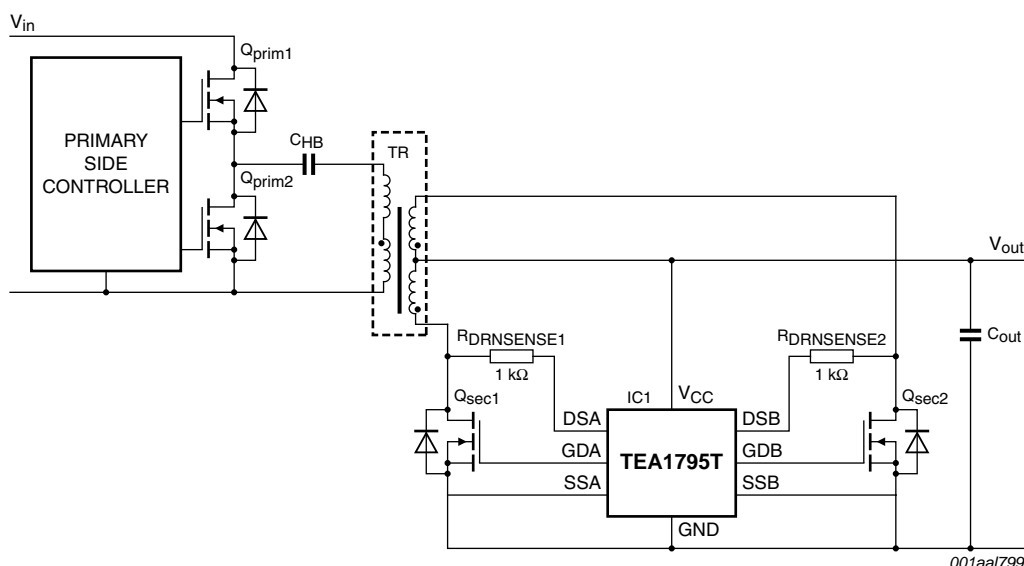 Vin
Qprim1
PRIMARY
SIDE
CONTROLLER
CHB
TR
Qprim2
Vout
RDRNSENSE1
1 kΩ
RDRNSENSE2
1 kΩ
Cout
Qsec1
IC1
VCC
Qsec2
DSA
DSB
GDA
TEA1795T
GDB
SSA
SSB
GND
001aal799